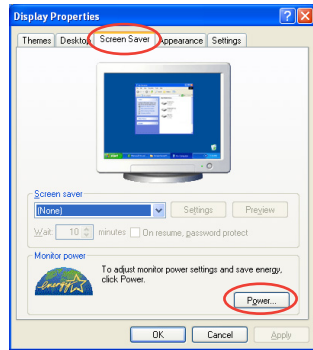 Display Properties
Themes Desktop Screen Saver Appearance Settings
Screen saver
(None) Settings Preview
Wait: 10 minutes On resume, password protect
Monitor power
To adjust monitor power settings and save energy,
click Power.
energy
Power...
OK Cancel Apply